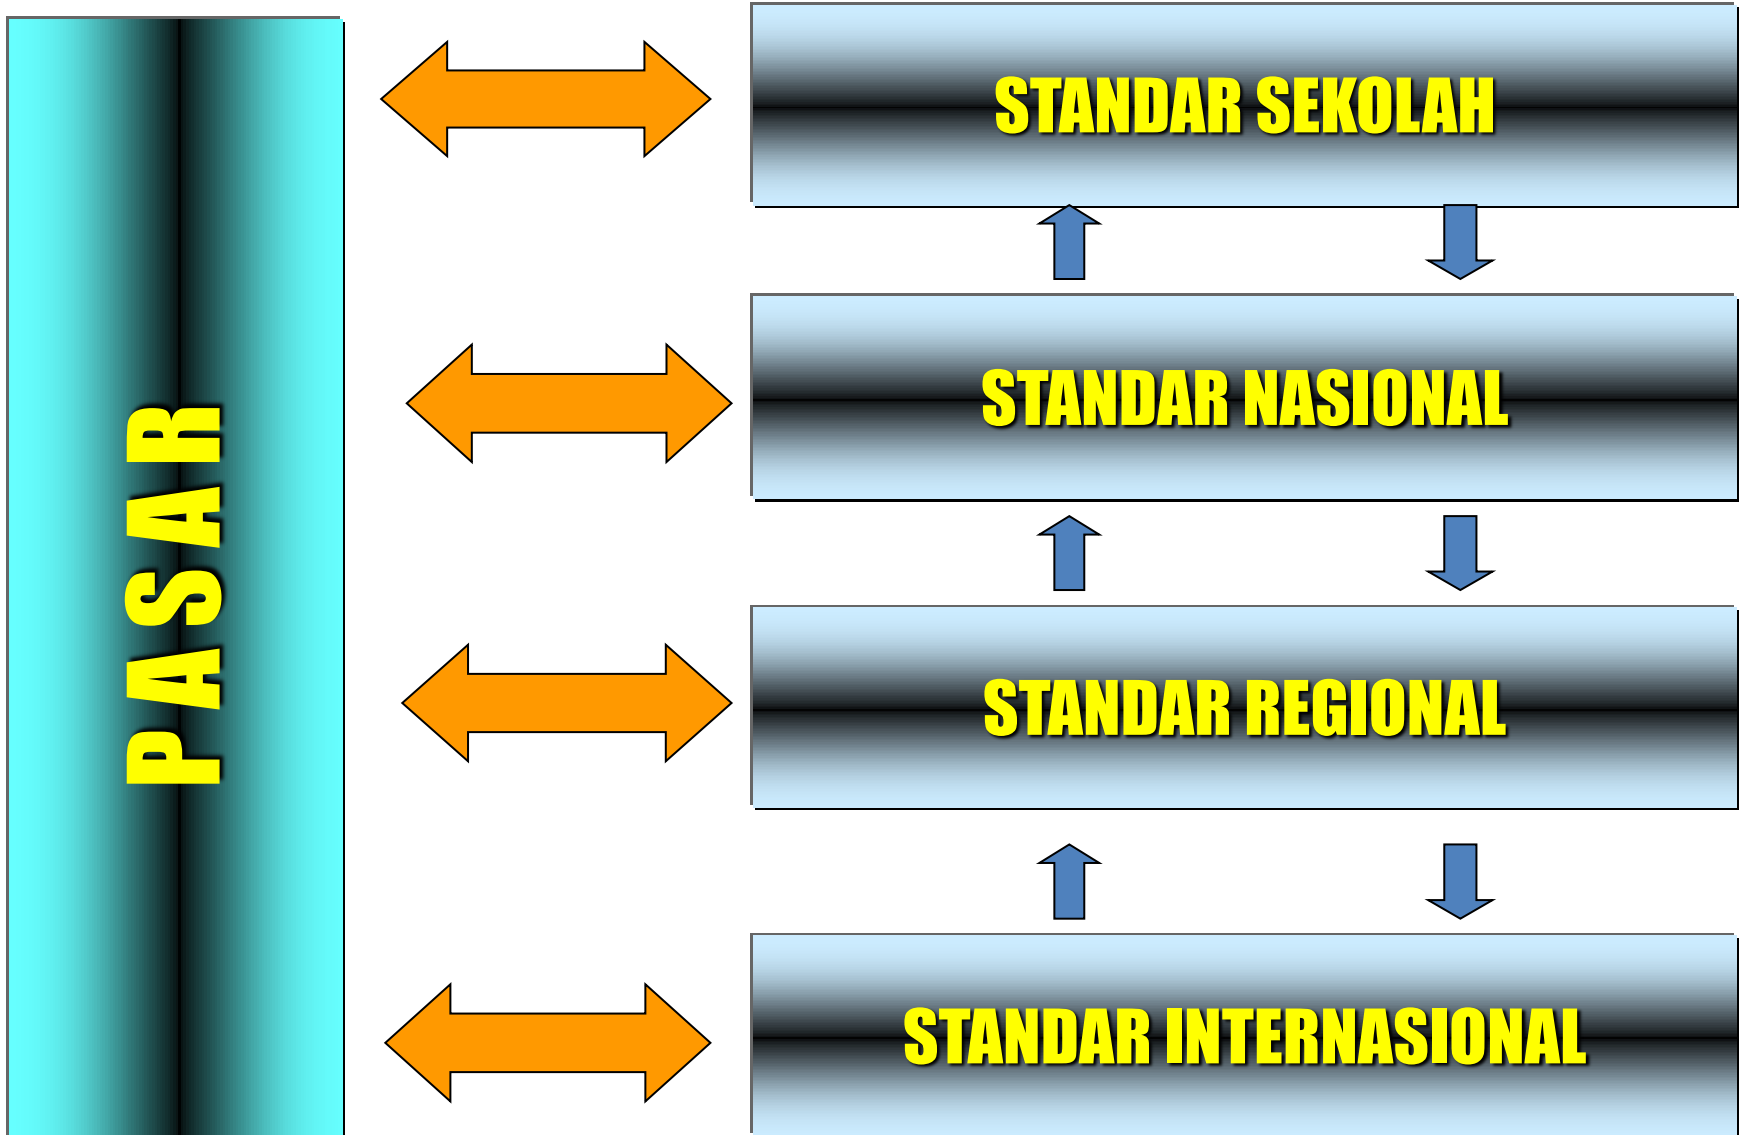 PASAR
STANDAR SEKOLAH
STANDAR NASIONAL
STANDAR REGIONAL
STANDAR INTERNASIONAL